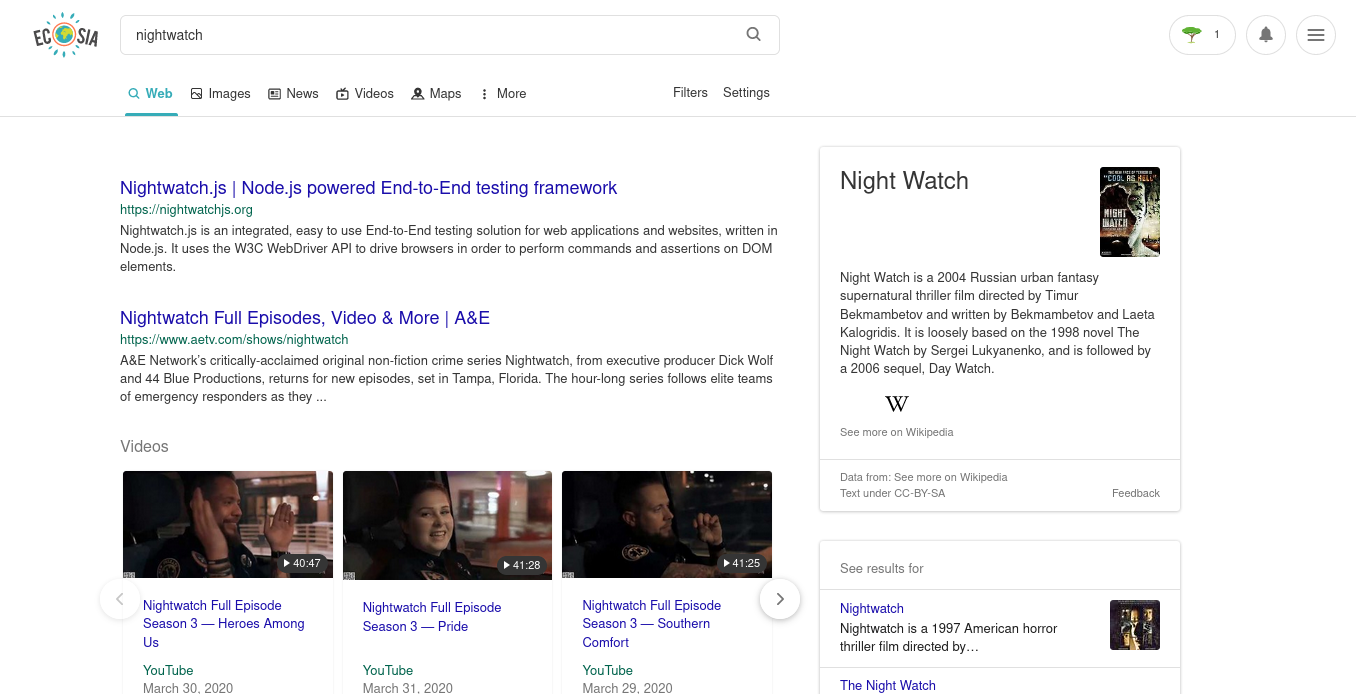 ECOSIA
nightwatch
1
Web
Images
News
Videos
Maps
More
Filters
Settings
Nightwatch.js | Node.js powered End-to-End testing framework
https://nightwatchjs.org
Nightwatch.js is an integrated, easy to use End-to-End testing solution for web applications and websites, written in
Node.js. It uses the W3C WebDriver API to drive browsers in order to perform commands and assertions on DOM
elements.
Nightwatch Full Episodes, Video & More | A&E
https://www.aetv.com/shows/nightwatch
A&E Network's critically-acclaimed original non-fiction crime series Nightwatch, from executive producer Dick Wolf
and 44 Blue Productions, returns for new episodes, set in Tampa, Florida. The hour-long series follows elite teams
of emergency responders as they ...
Videos
40:47
Nightwatch Full Episode
Season 3 — Heroes Among
Us
YouTube
March 30, 2020
41:28
Nightwatch Full Episode
Season 3 — Pride
YouTube
March 31, 2020
41:25
Nightwatch Full Episode
Season 3 — Southern
Comfort
YouTube
March 29, 2020
Night Watch
"COOL AS HELL"
NIGHT
WATCH
Night Watch is a 2004 Russian urban fantasy
supernatural thriller film directed by Timur
Bekmambetov and written by Bekmambetov and Laeta
Kalogridis. It is loosely based on the 1998 novel The
Night Watch by Sergei Lukyanenko, and is followed by
a 2006 sequel, Day Watch.
W
See more on Wikipedia
Data from: See more on Wikipedia
Text under CC-BY-SA
Feedback
See results for
Nightwatch
Nightwatch is a 1997 American horror
thriller film directed by…
The Night Watch